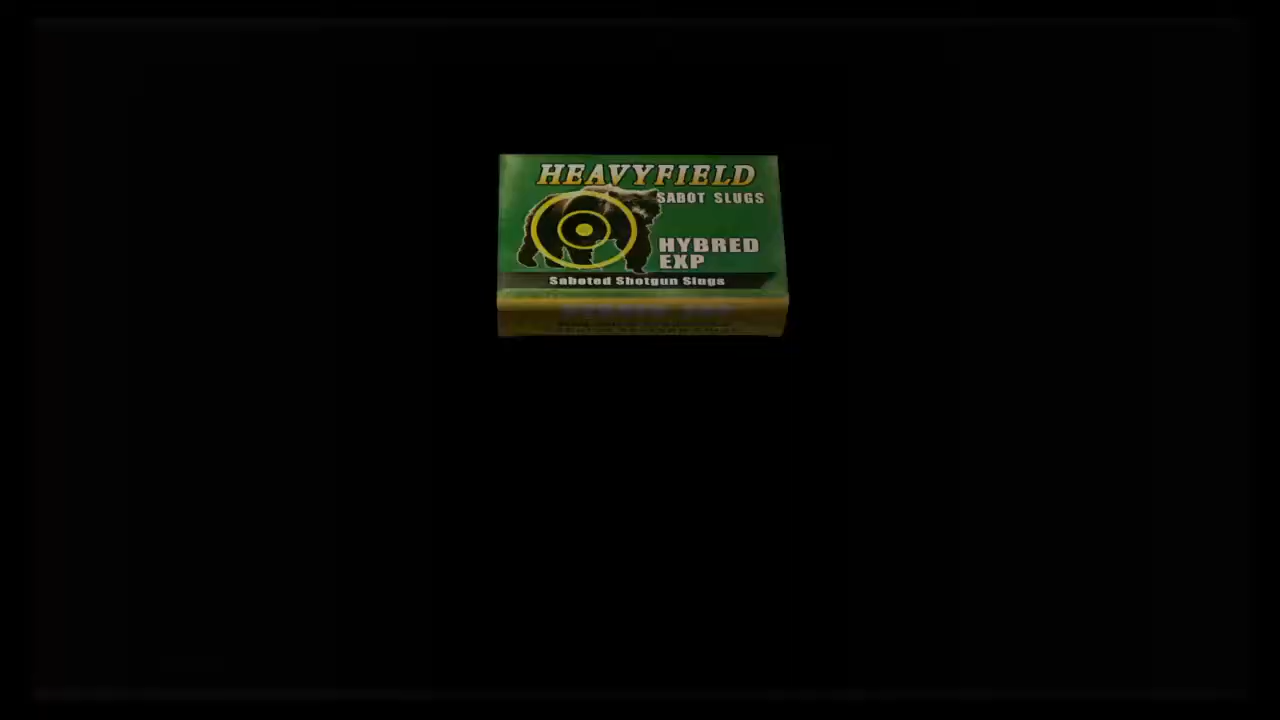 HEAVYFIELD
SABOT SLUGS
HYBRED
EXP
Saboted Shotgun Slugs